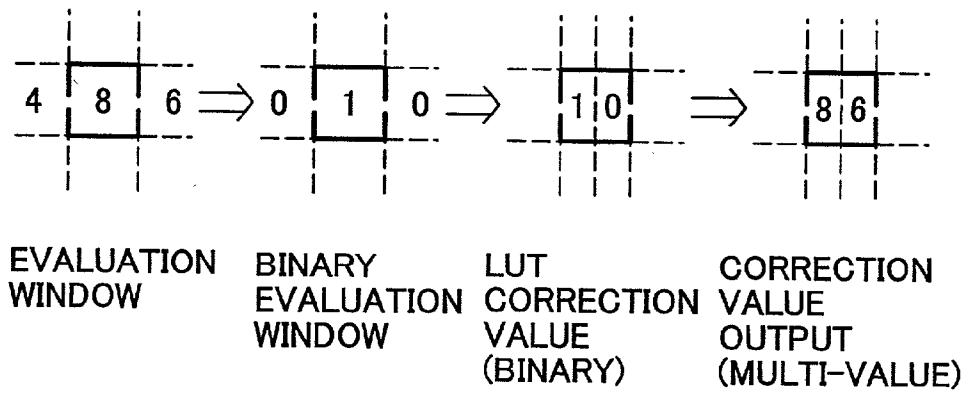 4 8 6 0 1 0 1 0 8 6
EVALUATION WINDOW
BINARY EVALUATION WINDOW
LUT CORRECTION VALUE (BINARY)
CORRECTION VALUE OUTPUT (MULTI-VALUE)